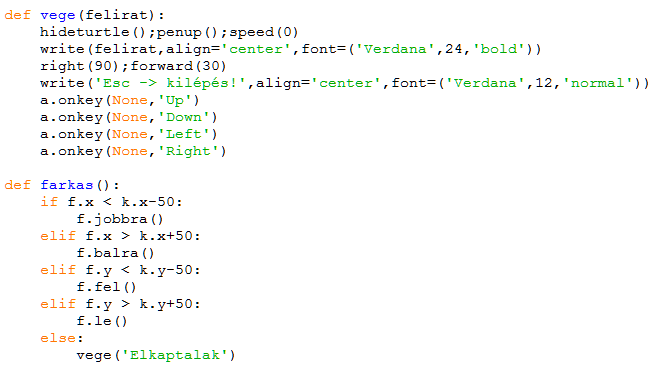 def vege(felirat):
    hideturtle();penup();speed(0)
    write(felirat,align='center',font=('Verdana',24,'bold'))
    right(90);forward(30)
    write('Esc -> kilépés!',align='center',font=('Verdana',12,'normal'))
    a.onkey(None,'Up')
    a.onkey(None,'Down')
    a.onkey(None,'Left')
    a.onkey(None,'Right')

def farkas():
    if f.x < k.x-50:
        f.jobbra()
    elif f.x > k.x+50:
        f.balra()
    elif f.y < k.y-50:
        f.fel()
    elif f.y > k.y+50:
        f.le()
    else:
        vege('Elkaptalak')